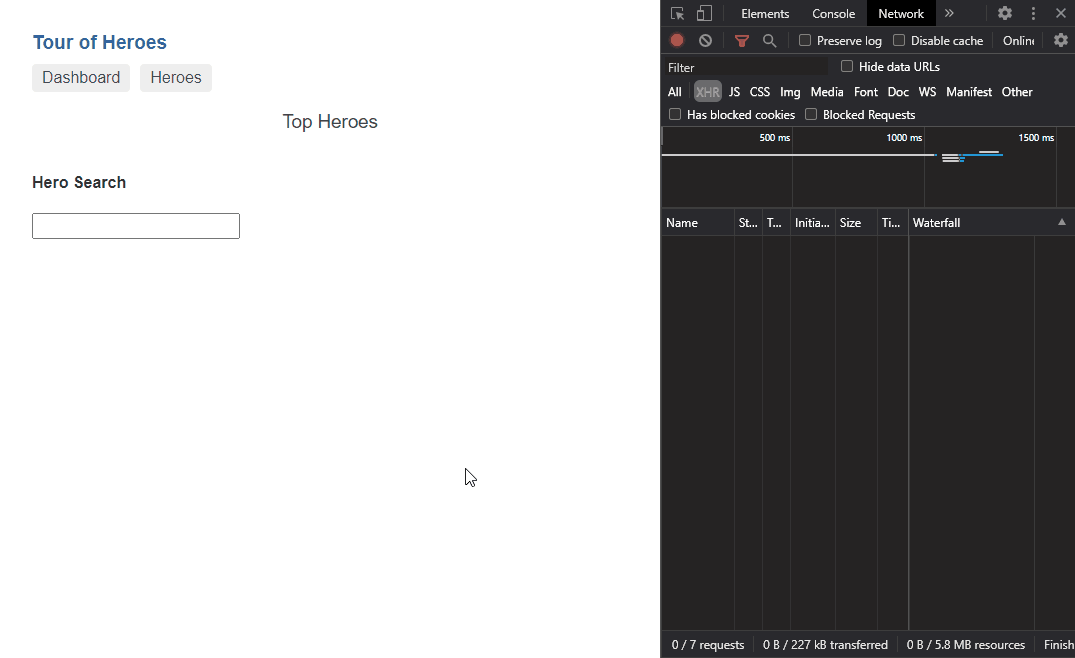 Tour of Heroes
Dashboard Heroes
Top Heroes
Hero Search
Elements Console Network »
Preserve log Disable cache Onlin
Filter Hide data URLs
All XHR JS CSS Img Media Font Doc WS Manifest Other
Has blocked cookies Blocked Requests
500 ms 1000 ms 1500 ms
Name St... T... Initia... Size Ti... Waterfall
0 / 7 requests 0 B / 227 kB transferred 0 B / 5.8 MB resources Finish